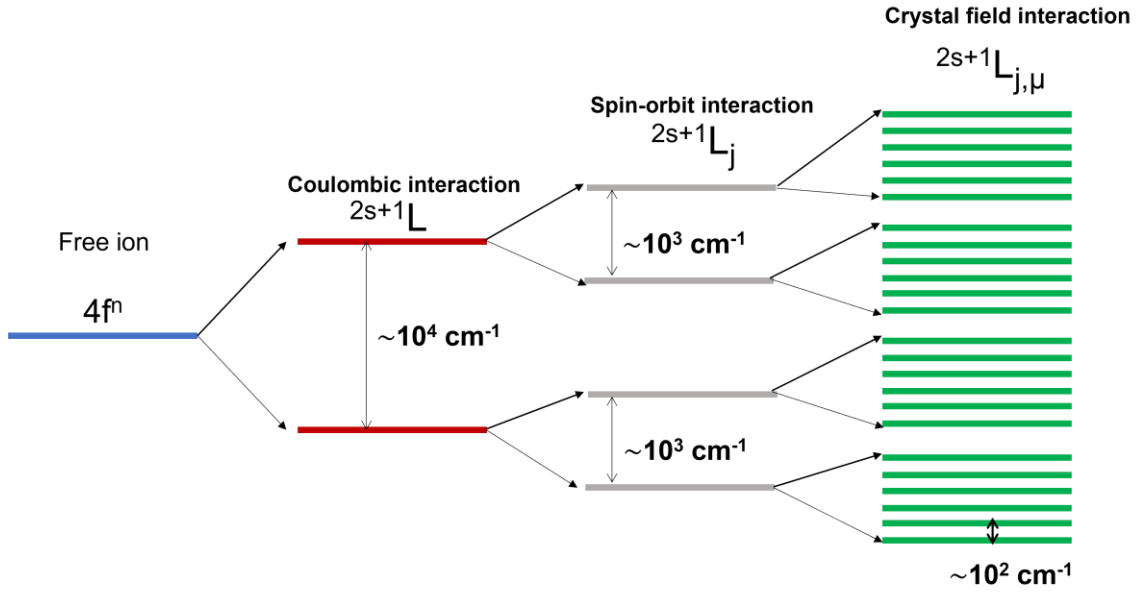 Crystal field interaction
2s+1Lj,μ
Spin-orbit interaction
2s+1Lj
Coulombic interaction
2s+1L
Free ion
4fⁿ
~10³ cm⁻¹
~10⁴ cm⁻¹
~10³ cm⁻¹
~10² cm⁻¹